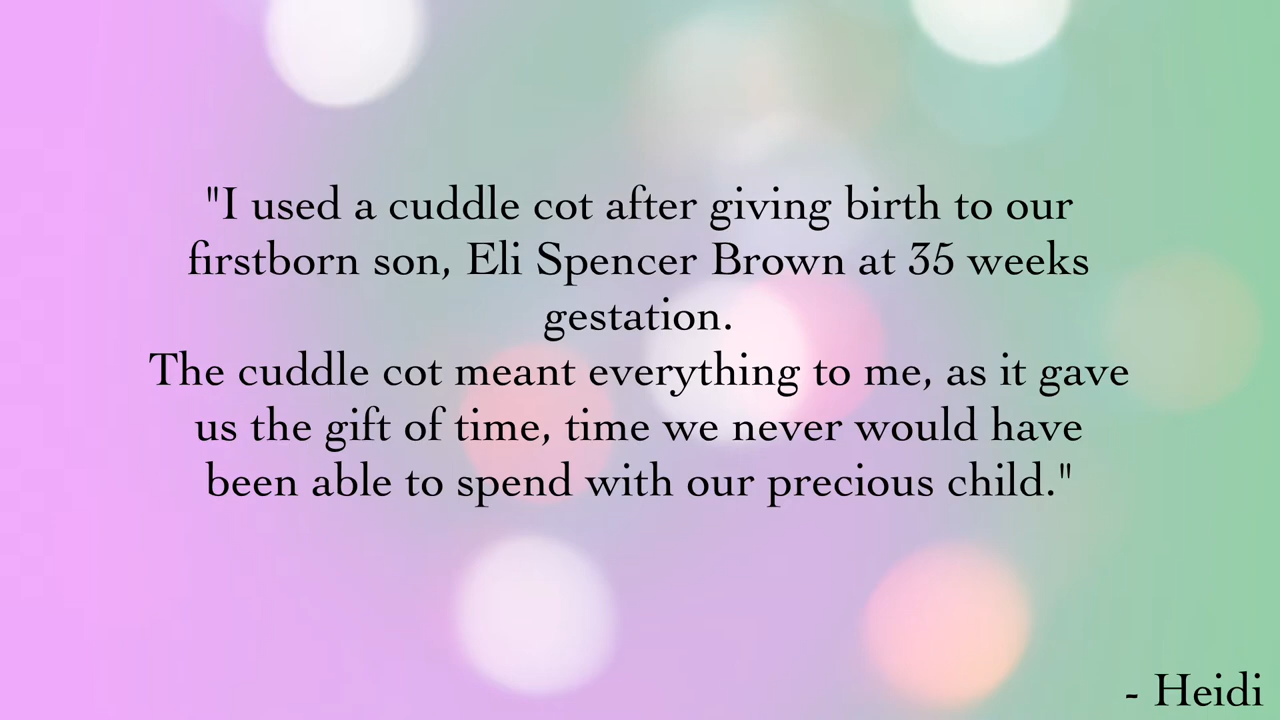 "I used a cuddle cot after giving birth to our
firstborn son, Eli Spencer Brown at 35 weeks
gestation.
The cuddle cot meant everything to me, as it gave
us the gift of time, time we never would have
been able to spend with our precious child."
- Heidi